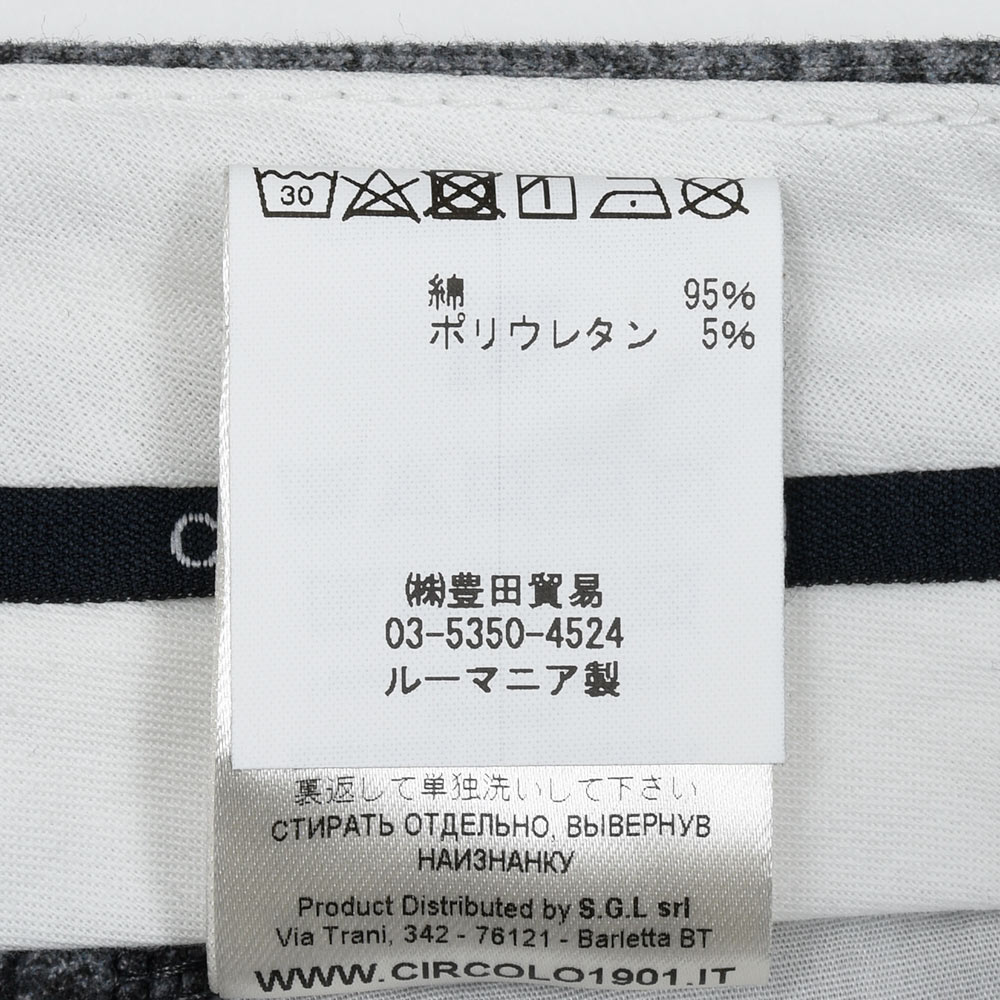 30
綿 95%
ポリウレタン 5%
C
㈱豊田貿易
03-5350-4524
ルーマニア製
裏返して単独洗いして下さい
СТИРАТЬ ОТДЕЛЬНО, ВЫВЕРНУВ
НАИЗНАНКУ
Product Distributed by S.G.L srl
Via Trani, 342 - 76121 - Barletta BT
WWW.CIRCOLO1901.IT